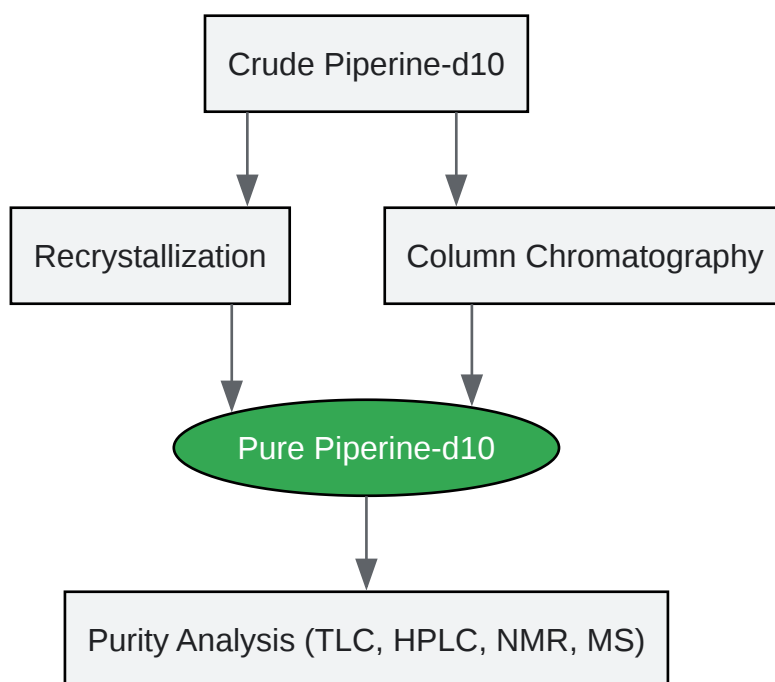 Crude Piperine-d10
Recrystallization
Column Chromatography
Pure Piperine-d10
Purity Analysis (TLC, HPLC, NMR, MS)